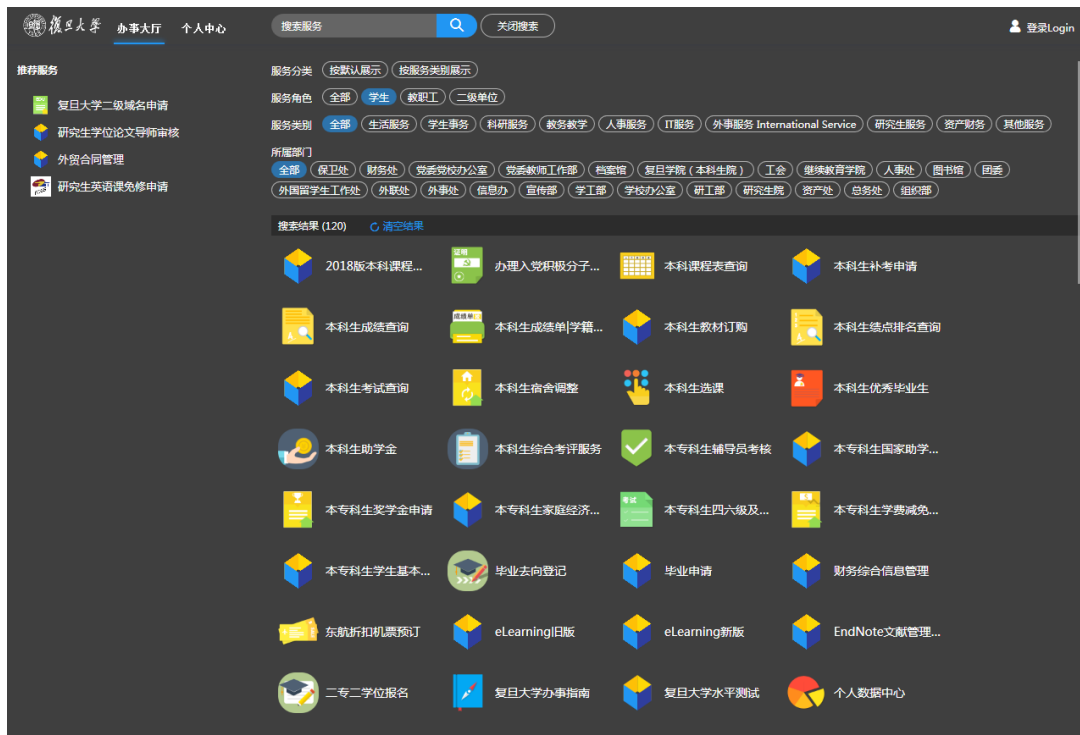 復旦大学 办事大厅 个人中心 搜索服务 关闭搜索 登录Login
推荐服务
复旦大学二级域名申请
研究生学位论文导师审核
外贸合同管理
研究生英语课免修申请
服务分类 按默认展示 按服务类别展示
服务角色 全部 学生 教职工 二级单位
服务类别 全部 生活服务 学生事务 科研服务 教务教学 人事服务 IT服务 外事服务 International Service 研究生服务 资产财务 其他服务
所属部门
全部 保卫处 财务处 党委党校办公室 党委教师工作部 档案馆 复旦学院（本科生院） 工会 继续教育学院 人事处 图书馆 团委
外国留学生工作处 外联处 外事处 信息办 宣传部 学工部 学校办公室 研工部 研究生院 资产处 总务处 组织部
搜索结果 (120) 清空结果
2018版本科课程... 证明 办理入党积极分子... 本科课程表查询 本科生补考申请
本科生成绩查询 成绩单 本科生成绩单|学籍... 本科生教材订购 本科生绩点排名查询
本科生考试查询 本科生宿舍调整 本科生选课 本科生优秀毕业生
本科生助学金 本科生综合考评服务 本专科生辅导员考核 本专科生国家助学...
本专科生奖学金申请 本专科生家庭经济... 考试 本专科生四六级及... 本专科生学费减免...
本专科生学生基本... 毕业去向登记 毕业申请 财务综合信息管理
东航折扣机票预订 eLearning旧版 eLearning新版 EndNote文献管理...
二专二学位报名 复旦大学办事指南 复旦大学水平测试 个人数据中心